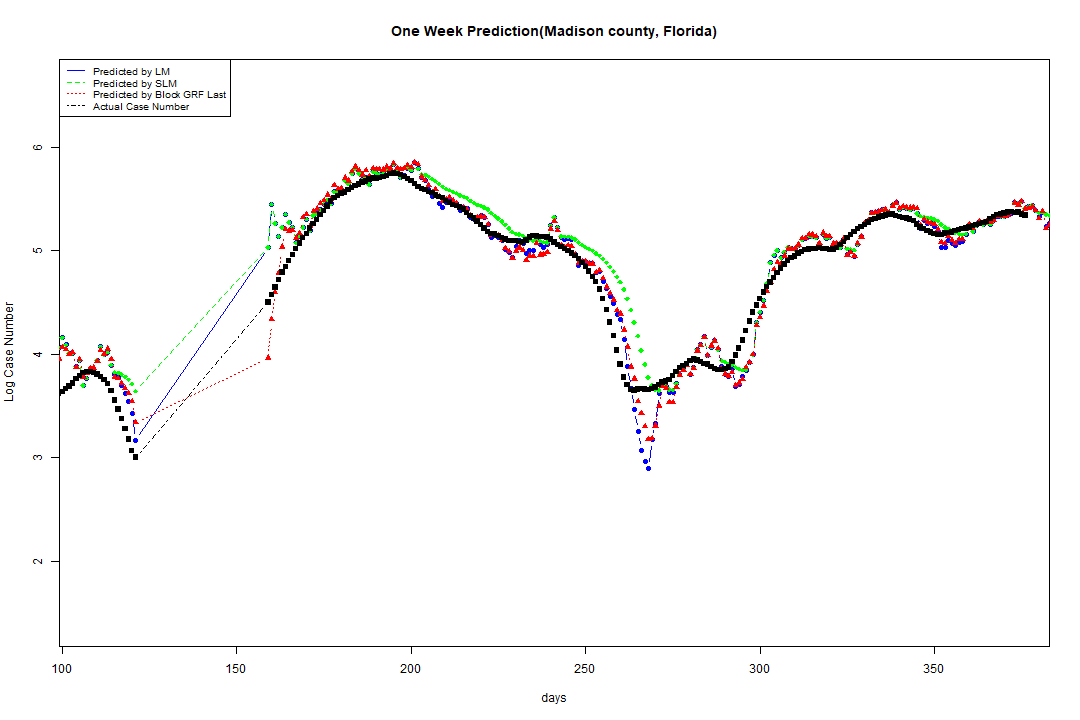 One Week Prediction(Madison county, Florida)
Predicted by LM
Predicted by SLM
Predicted by Block GRF Last
Actual Case Number
Log Case Number
6
5
4
3
2
100 150 200 250 300 350
days